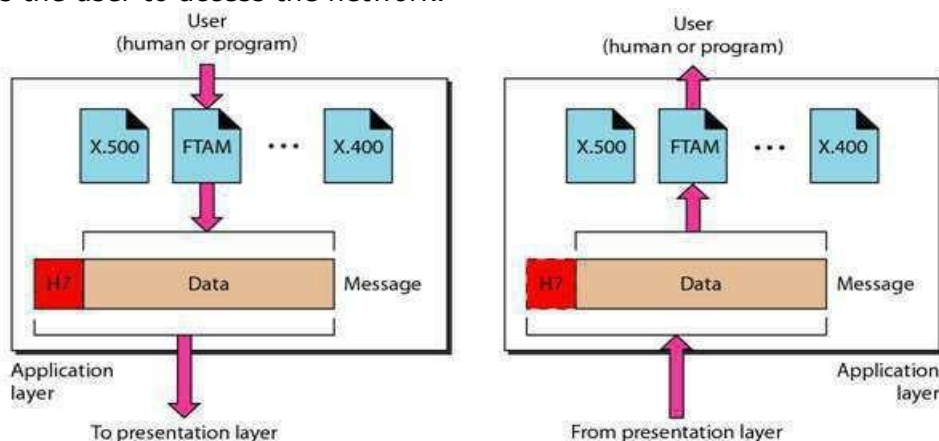 the user to access the network.
User
(human or program)
X.500
FTAM
...
X.400
H7
Data
Message
Application
layer
To presentation layer
User
(human or program)
X.500
FTAM
...
X.400
H7
Data
Message
Application
layer
From presentation layer